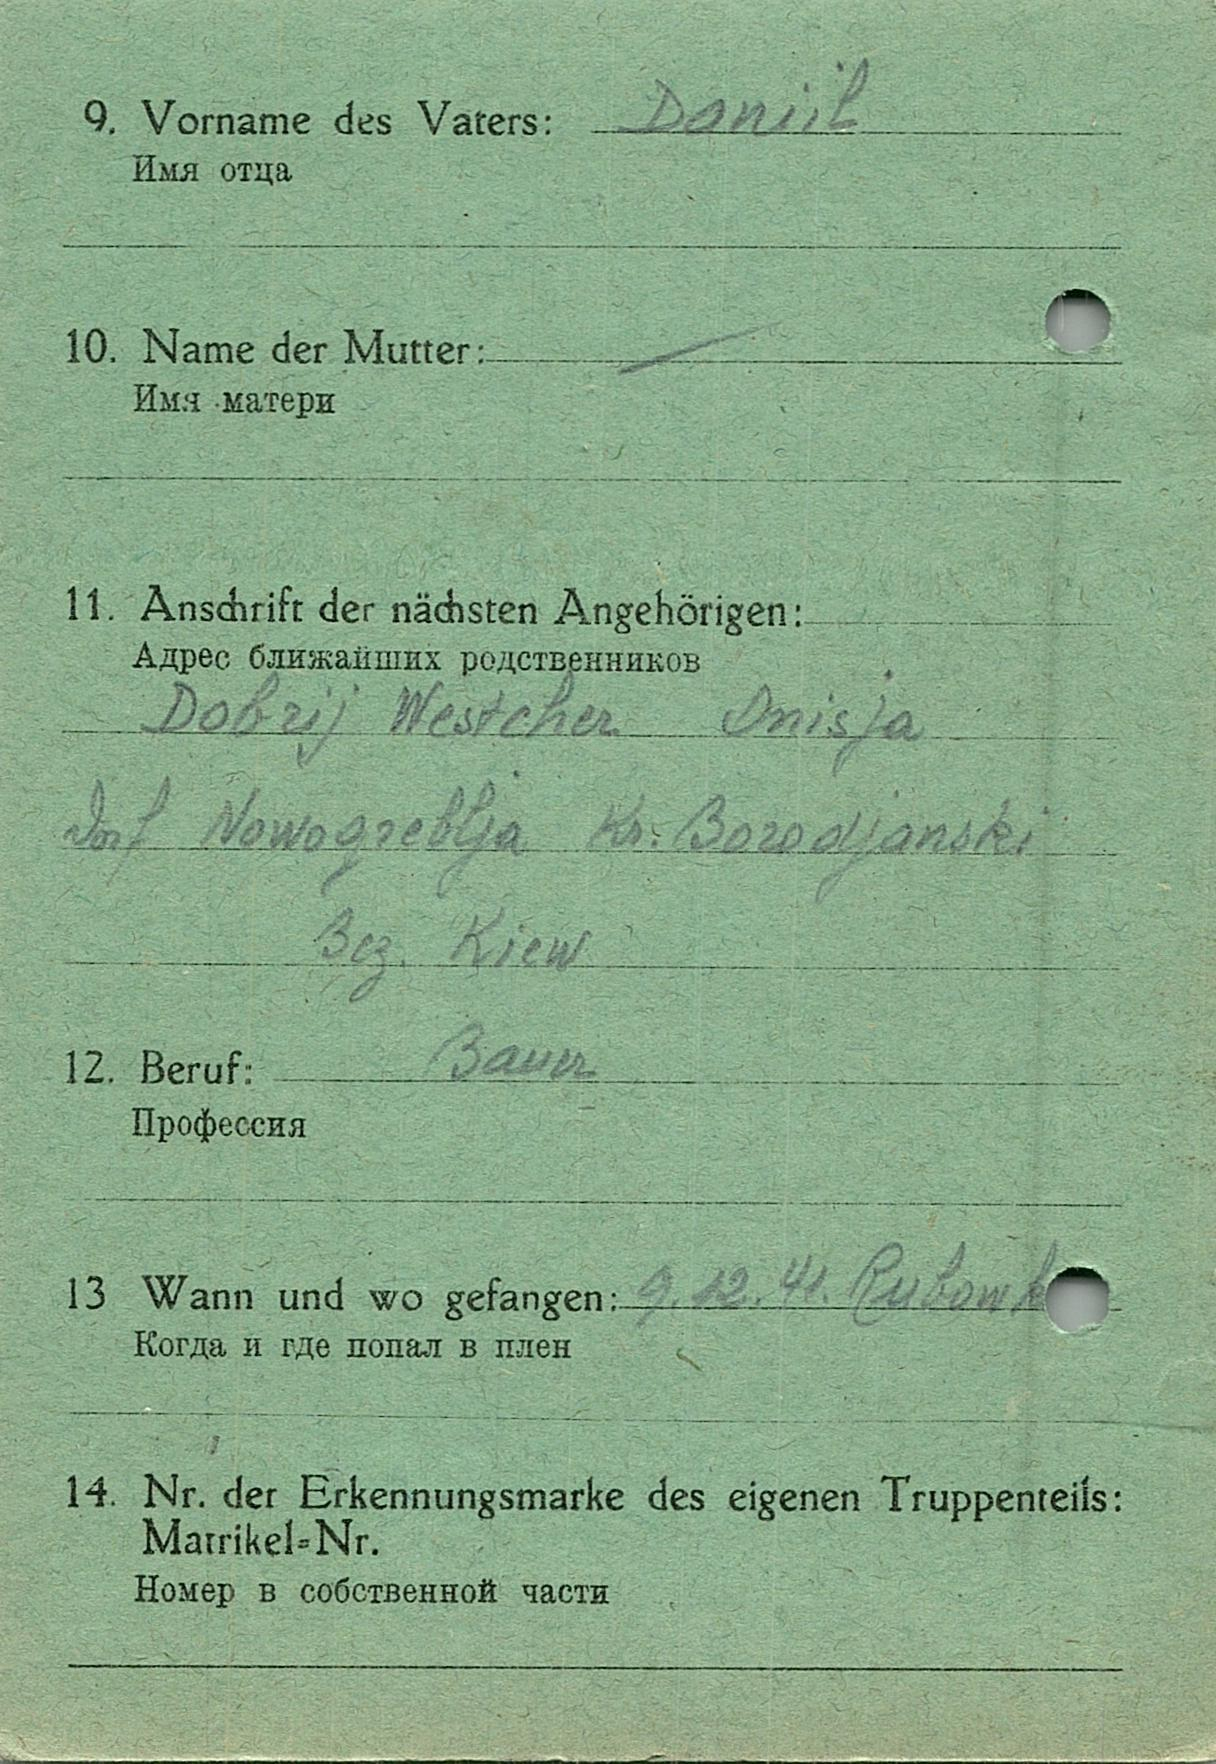 9. Vorname des Vaters: Daniil
Имя отца
10. Name der Mutter: —
Имя матери
11. Anschrift der nächsten Angehörigen:
Адрес ближайших родственников
Dobrij Westcher Onisja
Dorf Nowogreblja Kr. Borodjanski
Bez. Kiew
12. Beruf: Bauer
Профессия
13 Wann und wo gefangen: 9.12.41.
Когда и где попал в плен
14. Nr. der Erkennungsmarke des eigenen Truppenteils:
Matrikel=Nr.
Номер в собственной части